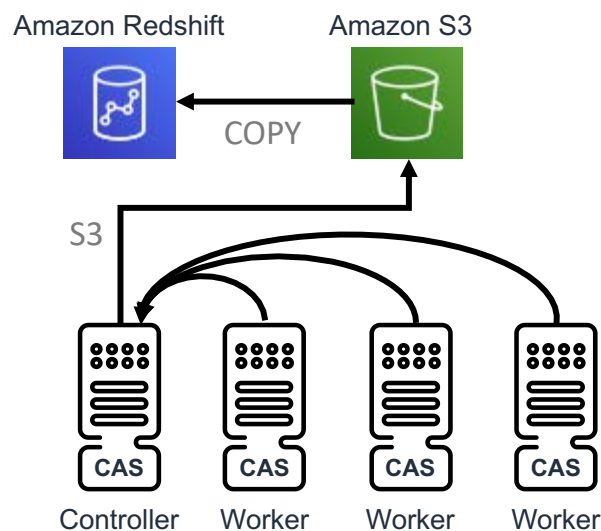 Amazon Redshift Amazon S3
COPY
S3
CAS CAS CAS CAS
Controller Worker Worker Worker